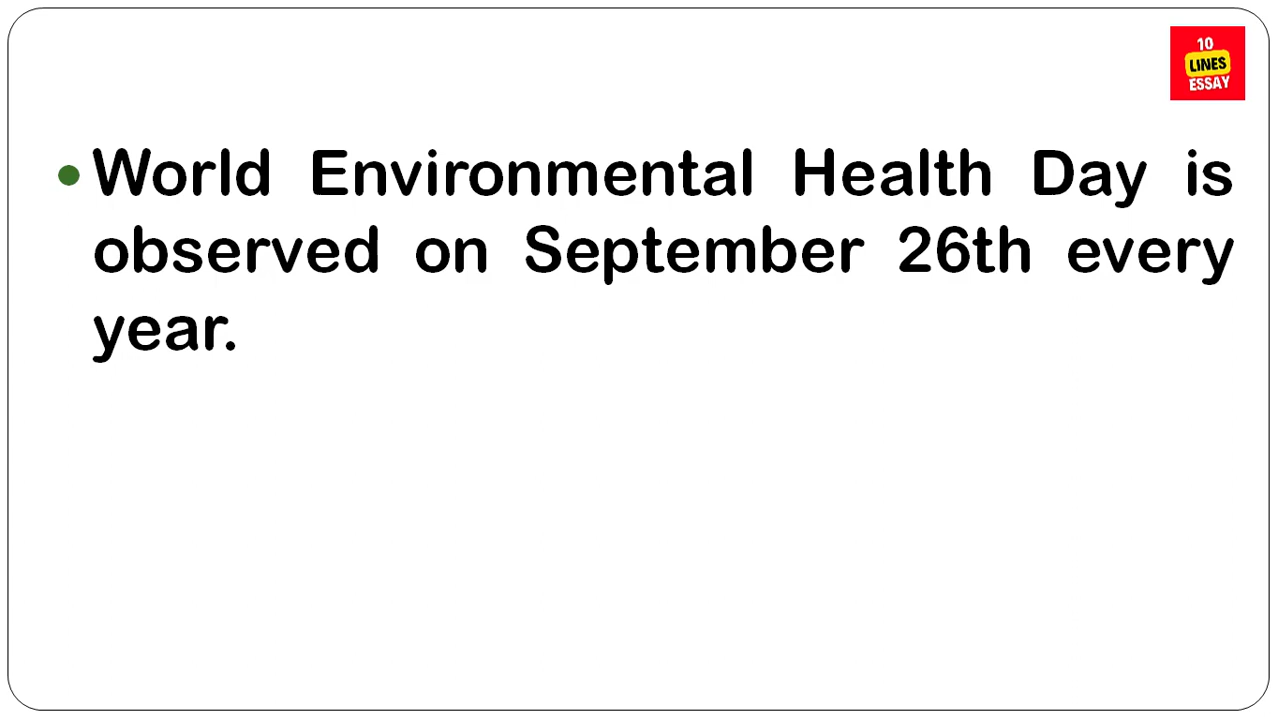 10
LINES
ESSAY
World Environmental Health Day is
observed on September 26th every
year.